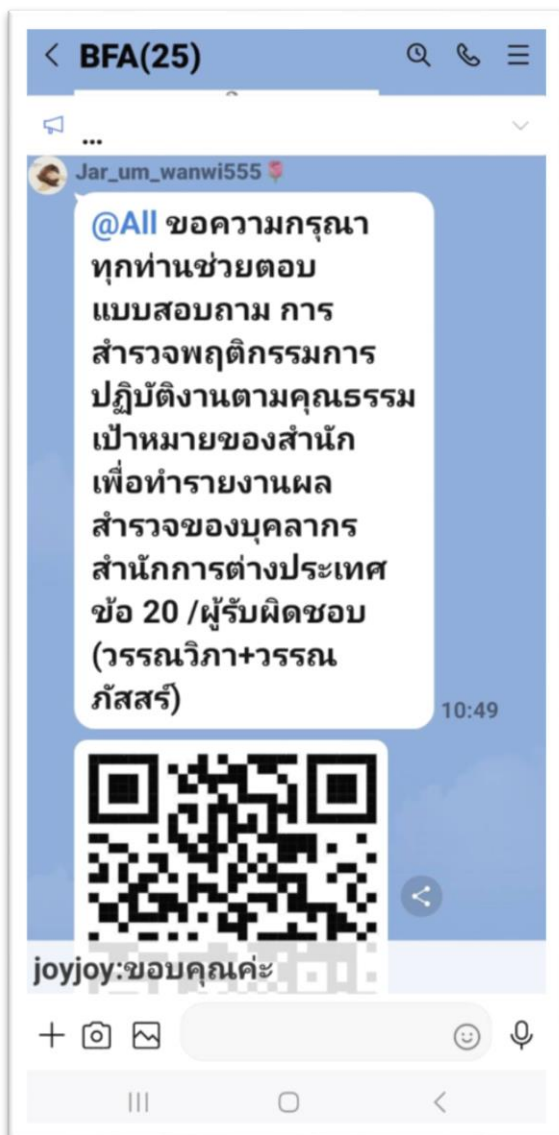 BFA(25)
...
Jar_um_wanwi555🌷
@All ขอความกรุณา
ทุกท่านช่วยตอบ
แบบสอบถาม การ
สำรวจพฤติกรรมการ
ปฏิบัติงานตามคุณธรรม
เป้าหมายของสำนัก
เพื่อทำรายงานผล
สำรวจของบุคลากร
สำนักการต่างประเทศ
ข้อ 20 /ผู้รับผิดชอบ
(วรรณวิภา+วรรณ
ภัสสร์)
10:49
joyjoy:ขอบคุณค่ะ